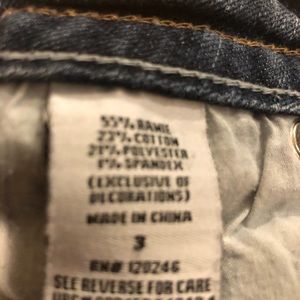 55% RAMIE
23% COTTON
21% POLYESTER
1% SPANDEX
(EXCLUSIVE OF
DECORATIONS)
MADE IN CHINA
3
RN# 120246
SEE REVERSE FOR CARE